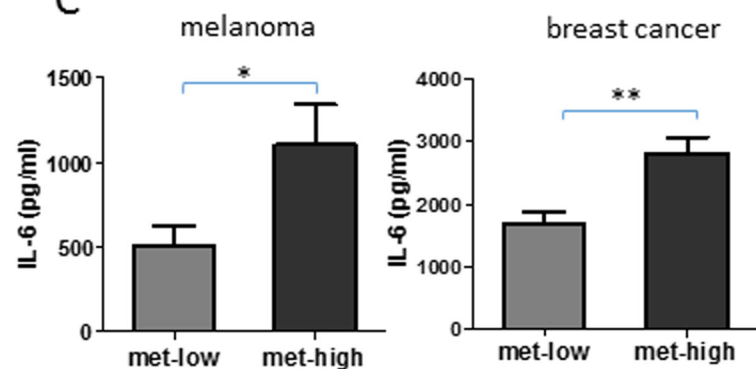 C
melanoma
*
IL-6 (pg/ml)
1500
1000
500
0
met-low met-high
breast cancer
**
IL-6 (pg/ml)
4000
3000
2000
1000
0
met-low met-high